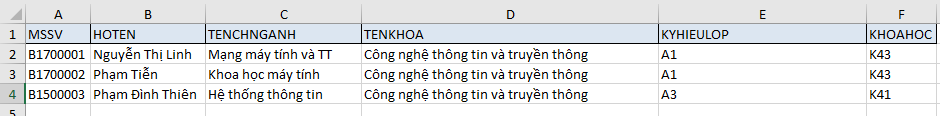 A B C D E F
1 MSSV HOTEN TENCHNGANH TENKHOA KYHIEULOP KHOAHOC
2 B1700001 Nguyễn Thị Linh Mạng máy tính và TT Công nghệ thông tin và truyền thông A1 K43
3 B1700002 Phạm Tiễn Khoa học máy tính Công nghệ thông tin và truyền thông A1 K43
4 B1500003 Phạm Đình Thiên Hệ thống thông tin Công nghệ thông tin và truyền thông A3 K41